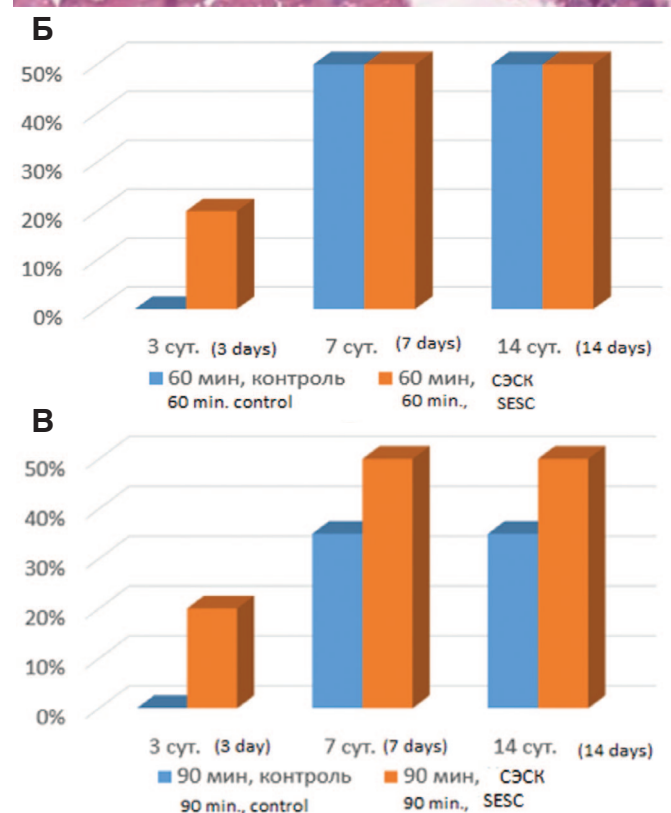 Б
50%
40%
30%
20%
10%
0%
3 сут. (3 days) 7 сут. (7 days) 14 сут. (14 days)
60 мин, контроль 60 мин, СЭСК
60 min. control 60 min., SESC
В
50%
40%
30%
20%
10%
0%
3 сут. (3 day) 7 сут. (7 days) 14 сут. (14 days)
90 мин, контроль 90 мин, СЭСК
90 min., control 90 min., SESC